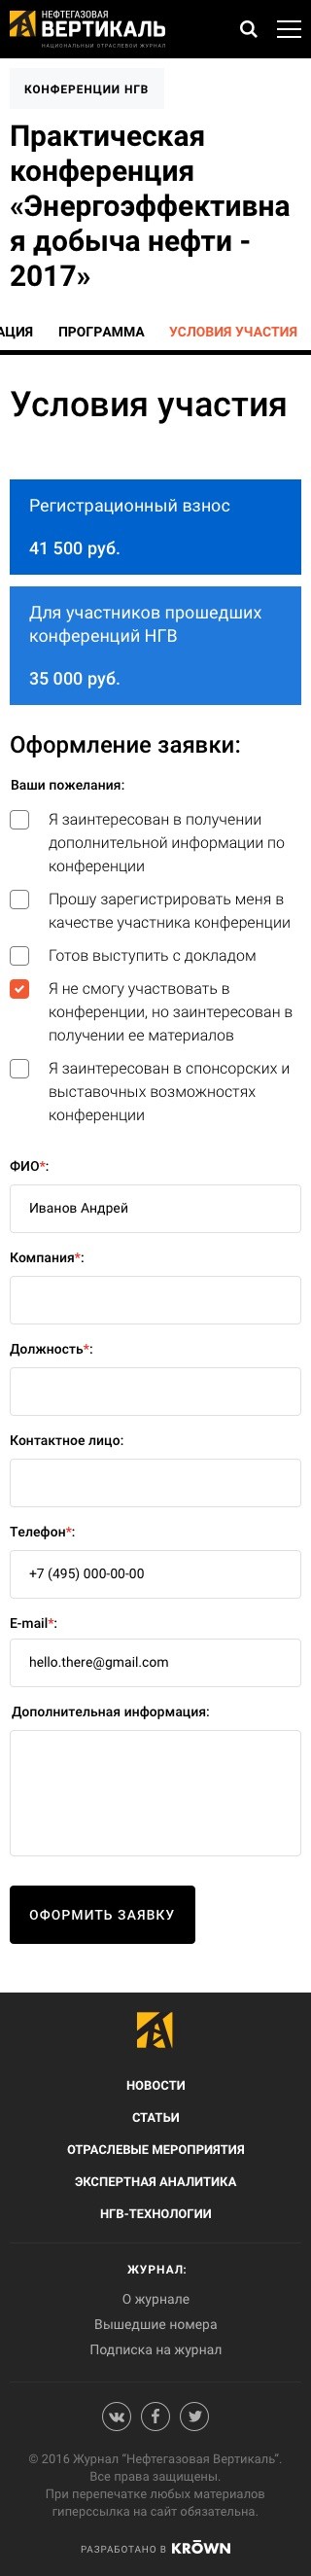 НЕФТЕГАЗОВАЯ
ВЕРТИКАЛЬ
НАЦИОНАЛЬНЫЙ ОТРАСЛЕВОЙ ЖУРНАЛ
КОНФЕРЕНЦИИ НГВ
Практическая
конференция
«Энергоэффективна
я добыча нефти -
2017»
АЦИЯ ПРОГРАММА УСЛОВИЯ УЧАСТИЯ
Условия участия
Регистрационный взнос
41 500 руб.
Для участников прошедших
конференций НГВ
35 000 руб.
Оформление заявки:
Ваши пожелания:
Я заинтересован в получении
дополнительной информации по
конференции
Прошу зарегистрировать меня в
качестве участника конференции
Готов выступить с докладом
Я не смогу участвовать в
конференции, но заинтересован в
получении ее материалов
Я заинтересован в спонсорских и
выставочных возможностях
конференции
ФИО*:
Иванов Андрей
Компания*:
Должность*:
Контактное лицо:
Телефон*:
+7 (495) 000-00-00
E-mail*:
hello.there@gmail.com
Дополнительная информация:
ОФОРМИТЬ ЗАЯВКУ
НОВОСТИ
СТАТЬИ
ОТРАСЛЕВЫЕ МЕРОПРИЯТИЯ
ЭКСПЕРТНАЯ АНАЛИТИКА
НГВ-ТЕХНОЛОГИИ
ЖУРНАЛ:
О журнале
Вышедшие номера
Подписка на журнал
© 2016 Журнал "Нефтегазовая Вертикаль".
Все права защищены.
При перепечатке любых материалов
гиперссылка на сайт обязательна.
РАЗРАБОТАНО В KRŌWN